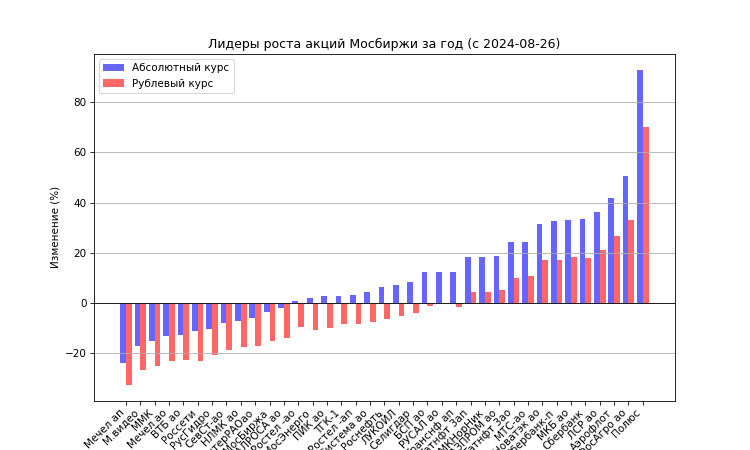 Лидеры роста акций Мосбиржи за год (с 2024-08-26)
Абсолютный курс
Рублевый курс
Изменение (%)
80
60
40
20
0
−20
Мечел ап
М.видео
ММК
Мечел ао
ВТБ ао
Россети
РусГидро
СевСт-ао
НЛМК ао
МосБиржа
Ростел -ао
МосЭнерго
ПИК ао
ТГК-1
Ростел -ап
Роснефть
ЛУКОЙЛ
Селигдар
РУСАЛ ао
МТС-ао
МКБ ао
Сбербанк
ЛСР ао
Аэрофлот
Полюс